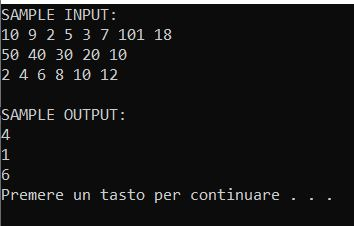 SAMPLE INPUT:
10 9 2 5 3 7 101 18
50 40 30 20 10
2 4 6 8 10 12
SAMPLE OUTPUT:
4
1
6
Premere un tasto per continuare . . .